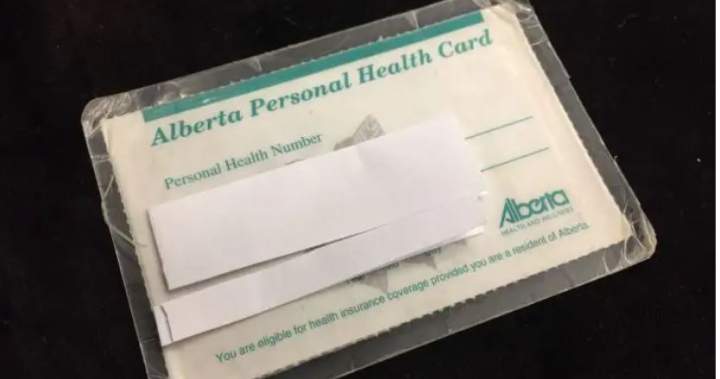 Alberta Personal Health Card
Personal Health Number
Alberta
HEALTH AND WELLNESS
You are eligible for health insurance coverage provided you are a resident of Alberta.